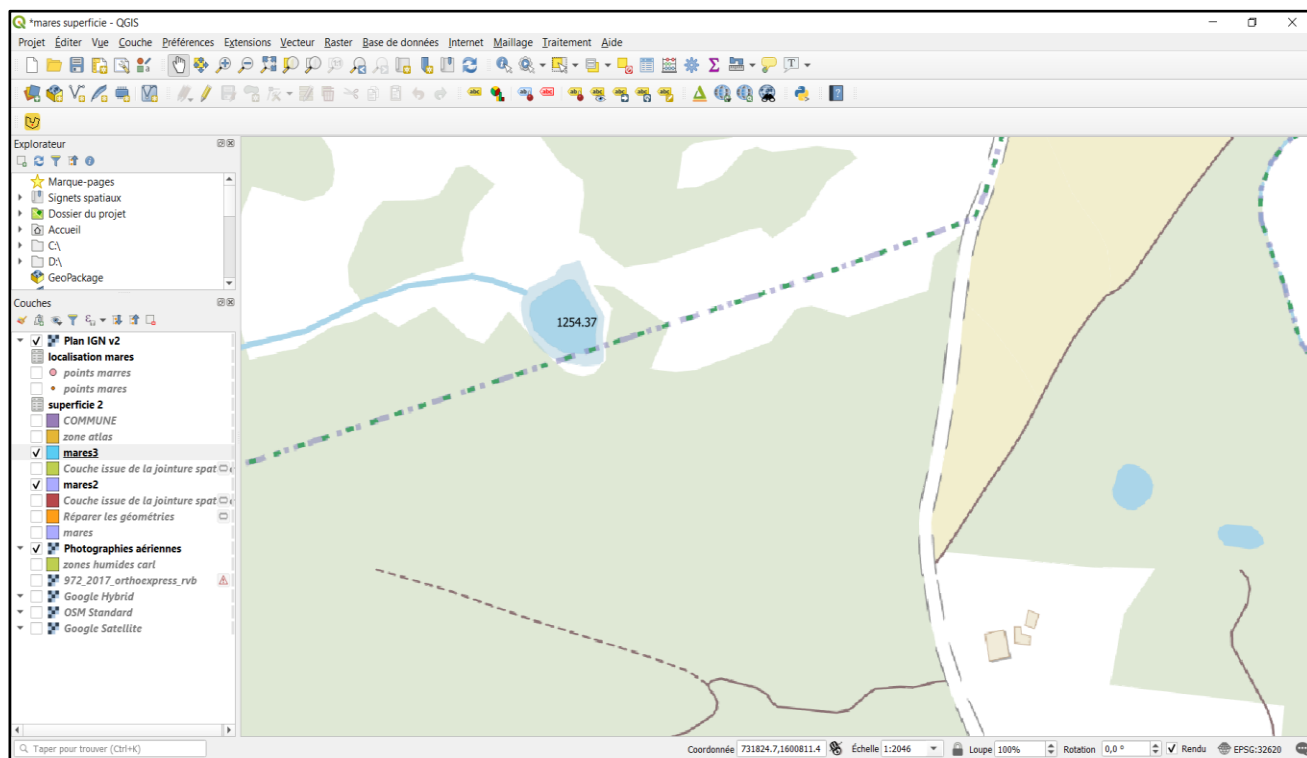 *mares superficie - QGIS
Projet Éditer Vue Couche Préférences Extensions Vecteur Raster Base de données Internet Maillage Traitement Aide
Explorateur
Marque-pages
Signets spatiaux
Dossier du projet
Accueil
C:\
D:\
GeoPackage
Couches
Plan IGN v2
localisation mares
points marres
points mares
superficie 2
COMMUNE
zone atlas
mares3
Couche issue de la jointure spat
mares2
Couche issue de la jointure spat
Réparer les géométries
mares
Photographies aériennes
zones humides carl
972_2017_orthoexpress_rvb
Google Hybrid
OSM Standard
Google Satellite
1254.37
Taper pour trouver (Ctrl+K)
Coordonnée 731824.7,1600811.4 Échelle 1:2046 Loupe 100% Rotation 0,0 ° Rendu EPSG:32620